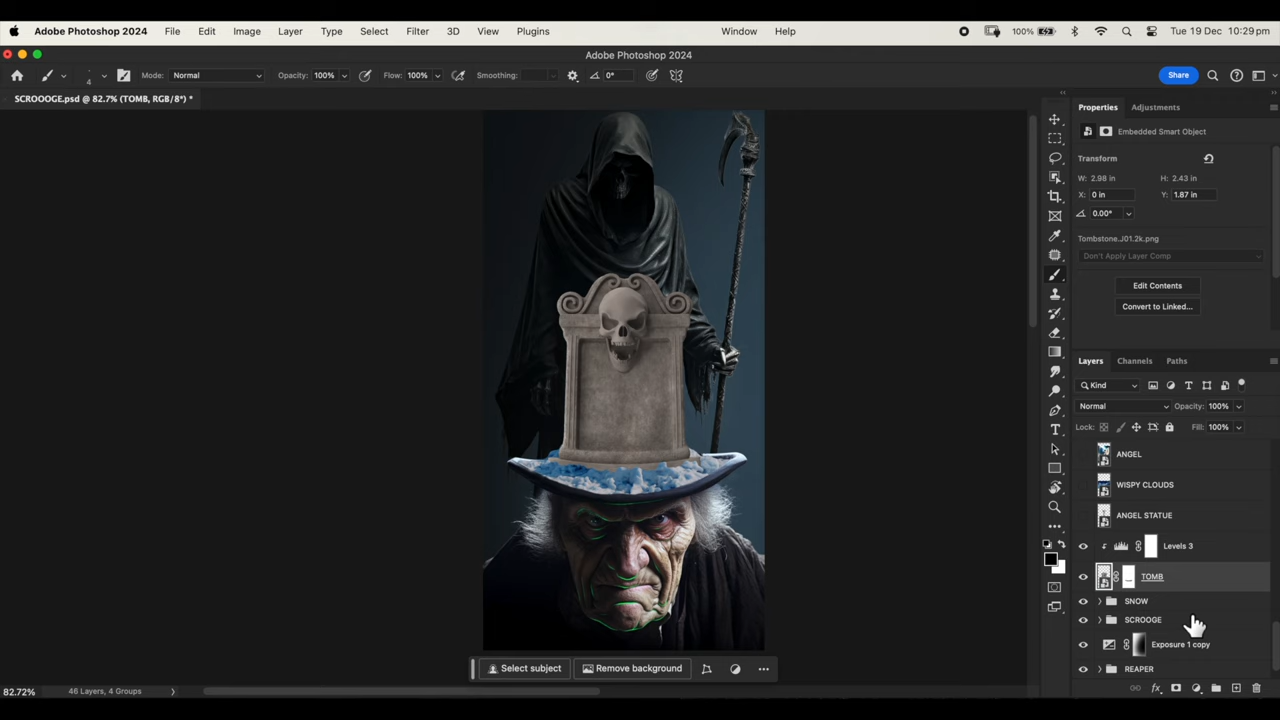 Adobe Photoshop 2024 File Edit Image Layer Type Select Filter 3D View Plugins Window Help 100% Tue 19 Dec 10:29pm
Adobe Photoshop 2024
4 Mode: Normal Opacity: 100% Flow: 100% Smoothing: 0° Share
SCROOOGE.psd @ 82.7% (TOMB, RGB/8*) *
Properties Adjustments
Embedded Smart Object
Transform
W: 2.98 in H: 2.43 in
X: 0 in Y: 1.87 in
0.00°
Tombstone.J01.2k.png
Don't Apply Layer Comp
Edit Contents
Convert to Linked...
Layers Channels Paths
Kind
Normal Opacity: 100%
Lock: Fill: 100%
ANGEL
WISPY CLOUDS
ANGEL STATUE
Levels 3
TOMB
SNOW
SCROOGE
Exposure 1 copy
REAPER
Select subject Remove background
82.72% 46 Layers, 4 Groups
fx